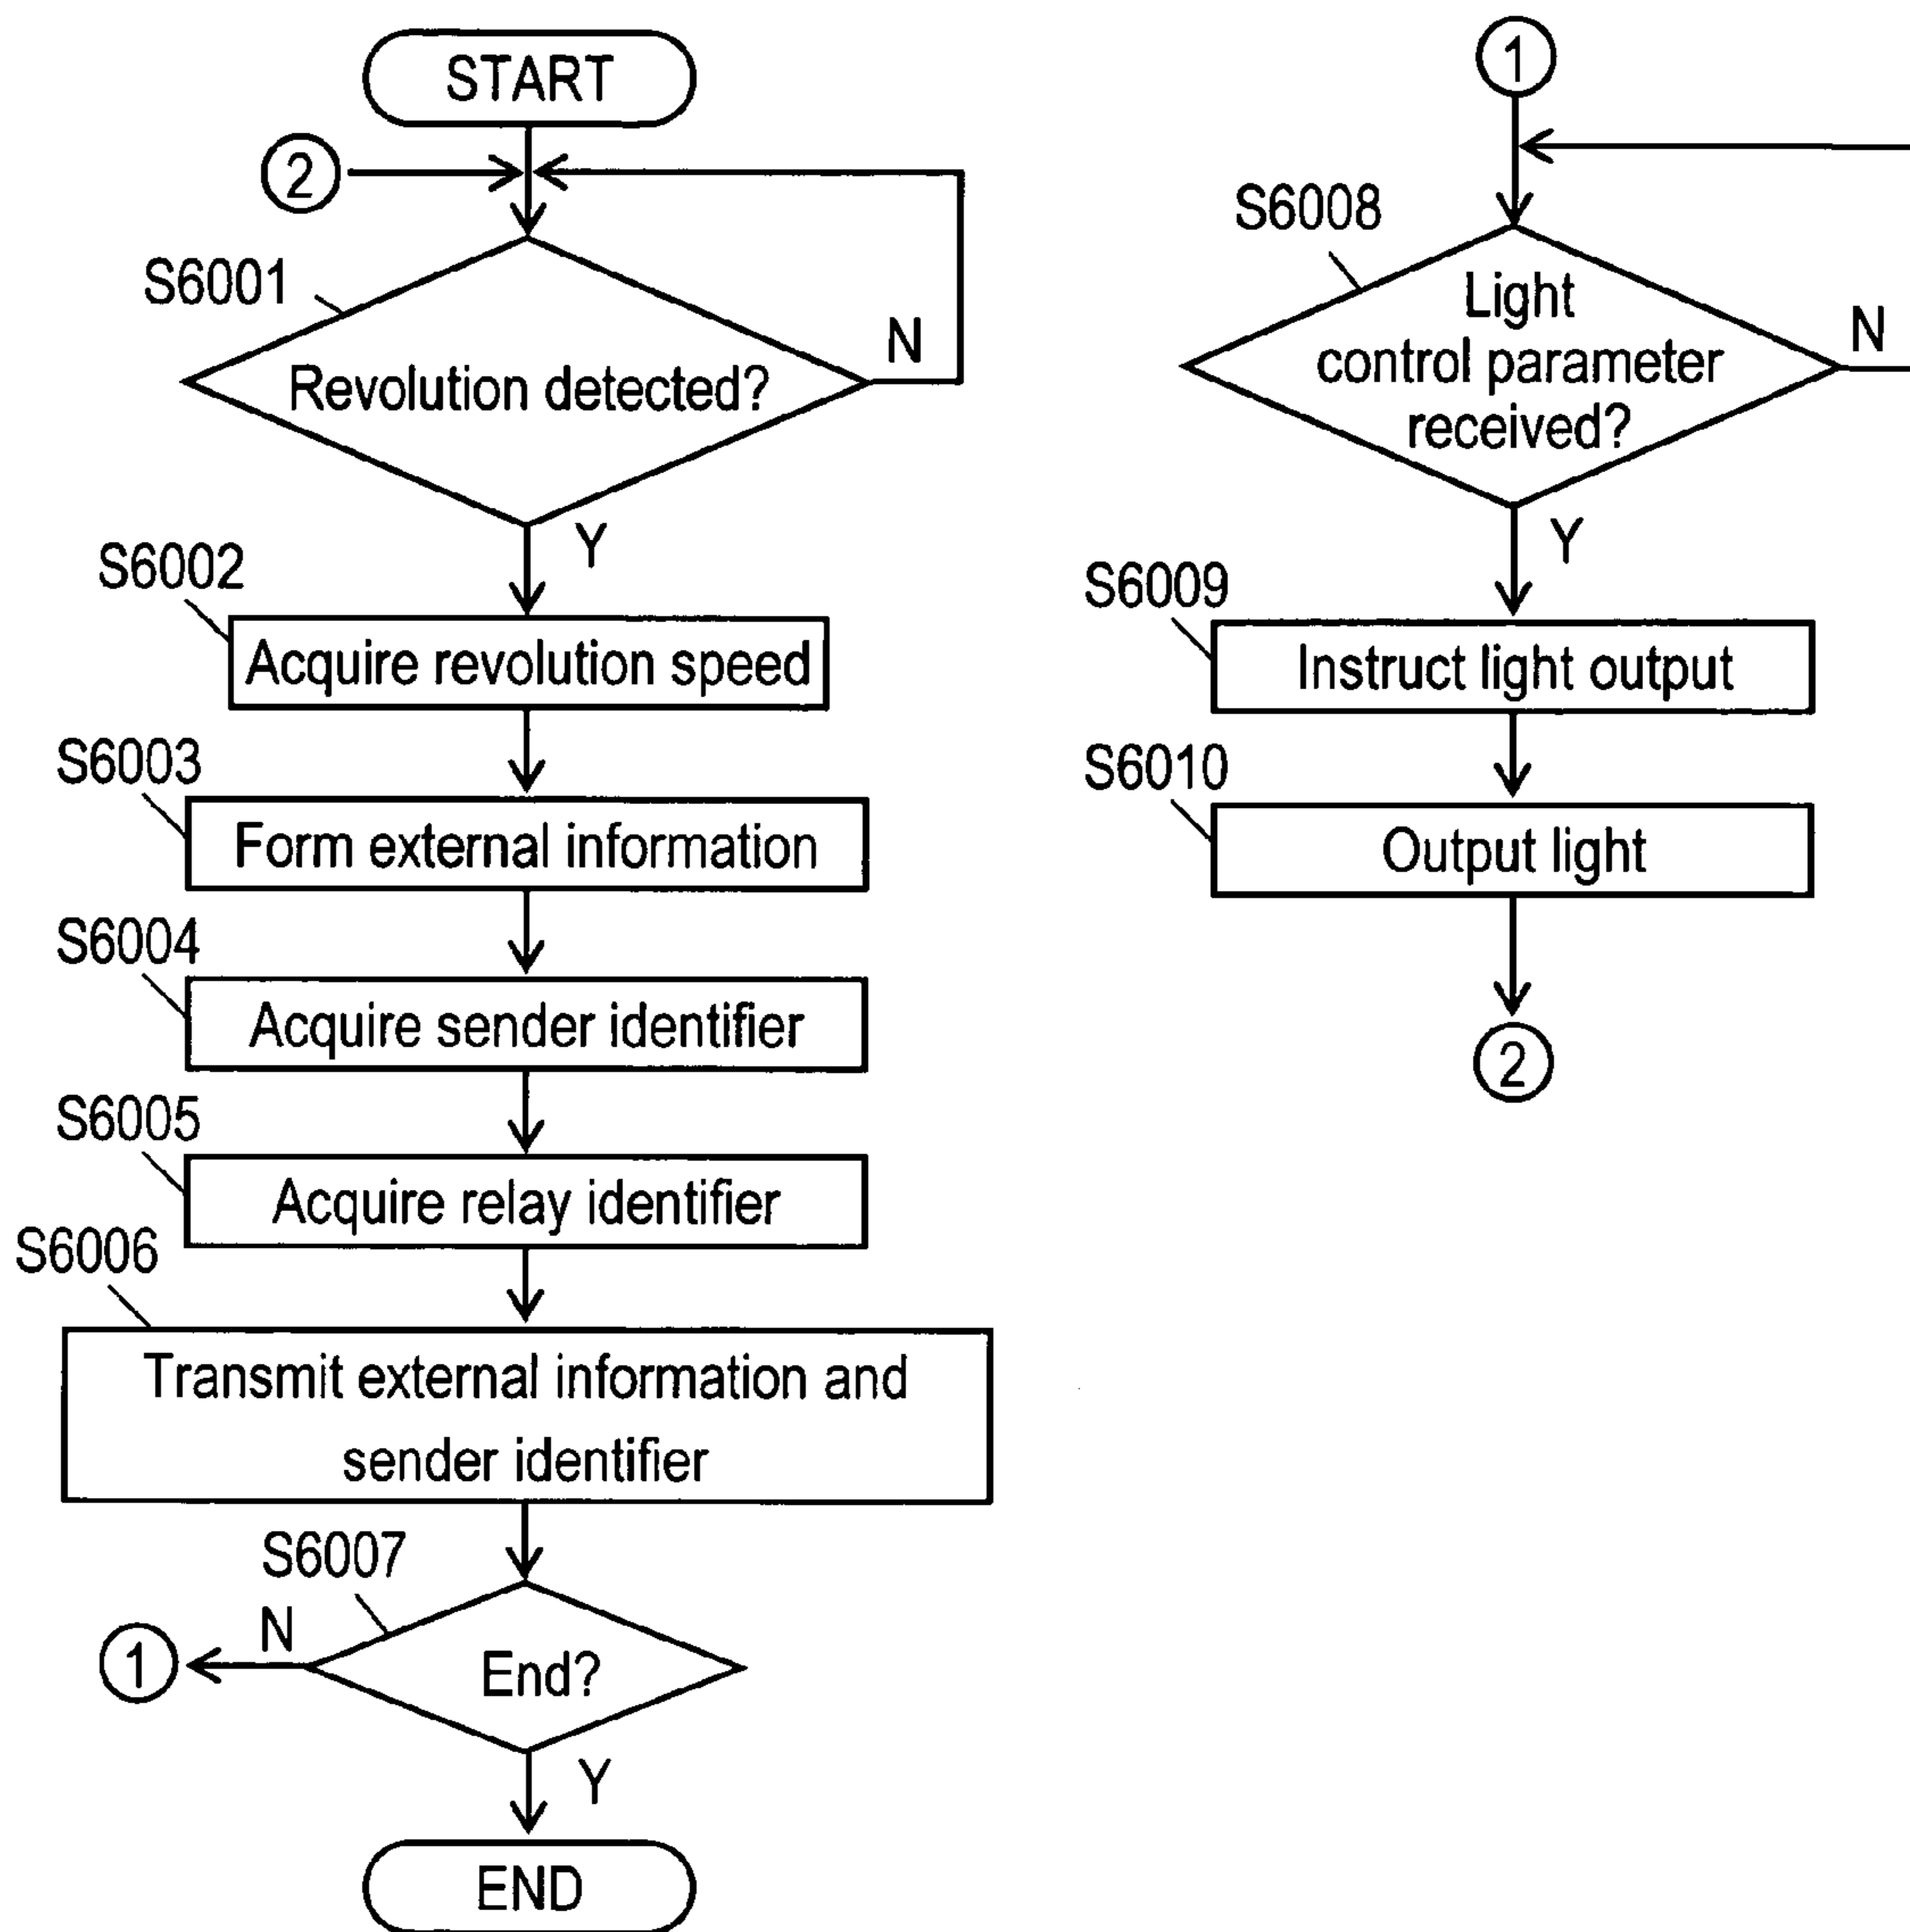 START
2
S6001
Revolution detected?
N
Y
S6002
Acquire revolution speed
S6003
Form external information
S6004
Acquire sender identifier
S6005
Acquire relay identifier
S6006
Transmit external information and
sender identifier
S6007
N
1
End?
Y
END
1
S6008
Light
control parameter
received?
N
Y
S6009
Instruct light output
S6010
Output light
2